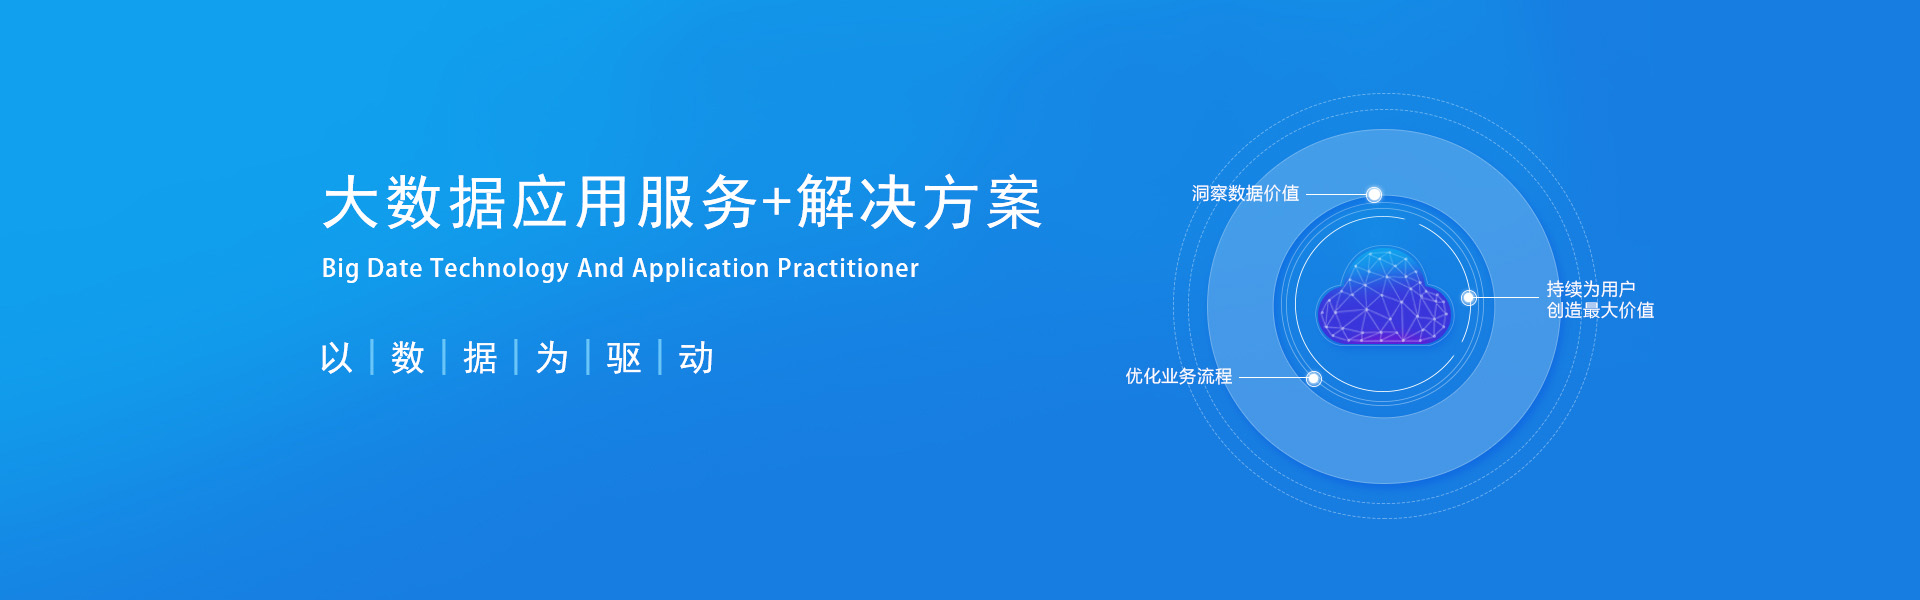 大数据应用服务+解决方案
Big Date Technology And Application Practitioner
以|数|据|为|驱|动
洞察数据价值
持续为用户
创造最大价值
优化业务流程